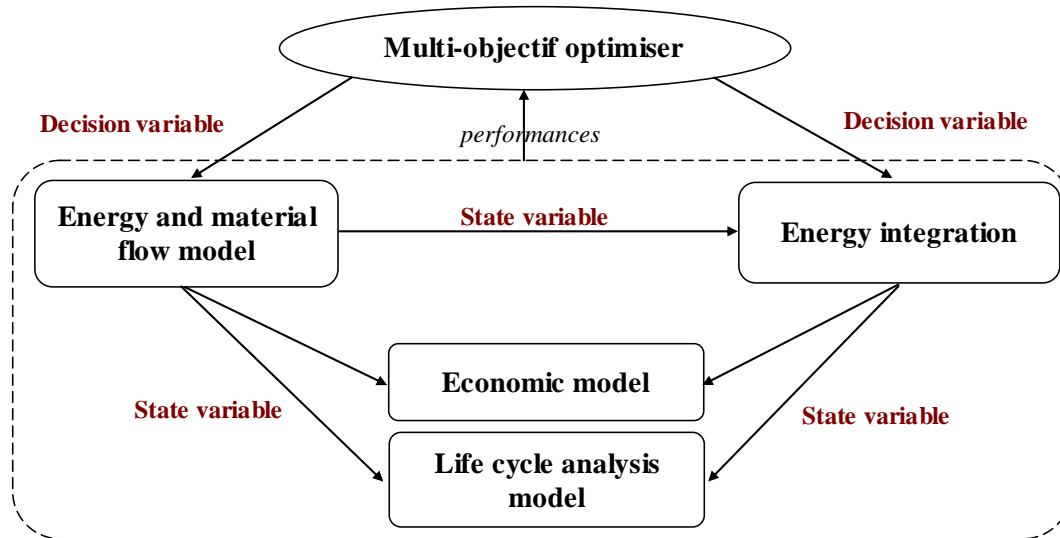 Multi-objectif optimiser
Decision variable
performances
Decision variable
Energy and material
flow model
State variable
Energy integration
Economic model
State variable
State variable
Life cycle analysis
model